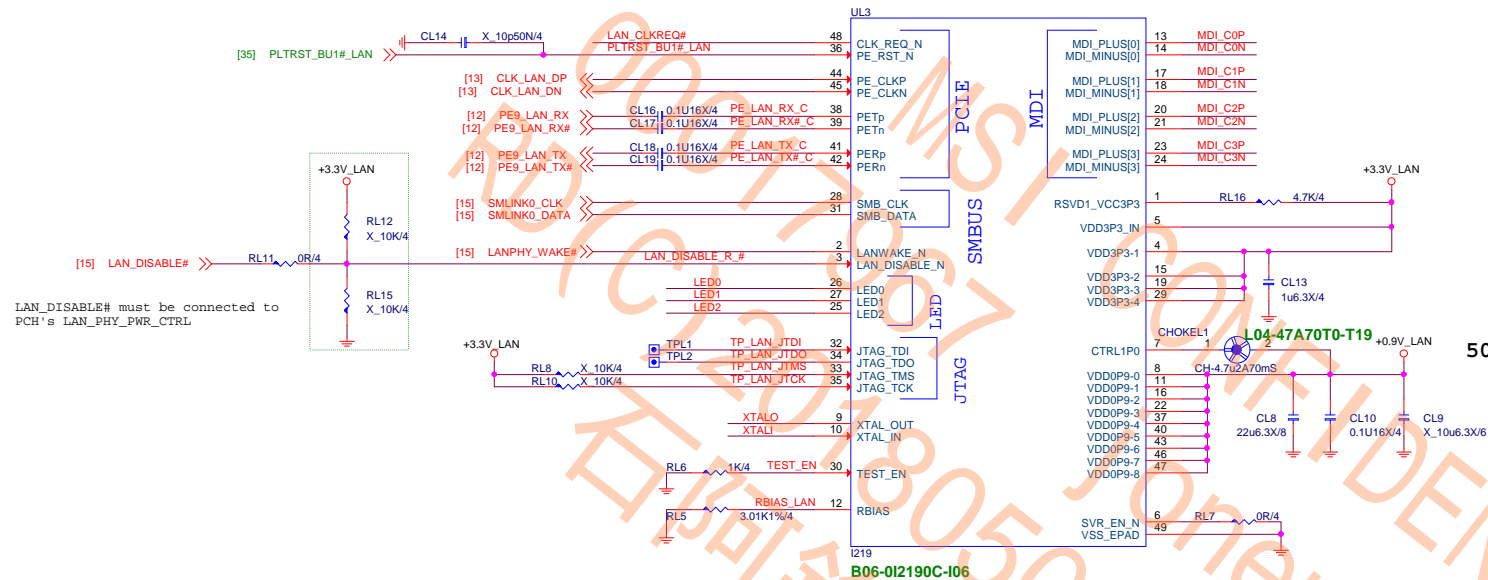 UL3
CL14 X_10p50N/4
[35] PLTRST_BU1#_LAN
LAN_CLKREQ# 48 CLK_REQ_N
PLTRST_BU1#_LAN 36 PE_RST_N
[13] CLK_LAN_DP 44 PE_CLKP
[13] CLK_LAN_DN 45 PE_CLKN
[12] PE9_LAN_RX CL16 0.1U16X/4 PE_LAN_RX_C 38 PETp
[12] PE9_LAN_RX# CL17 0.1U16X/4 PE_LAN_RX#_C 39 PETn
[12] PE9_LAN_TX CL18 0.1U16X/4 PE_LAN_TX_C 41 PERp
[12] PE9_LAN_TX# CL19 0.1U16X/4 PE_LAN_TX#_C 42 PERn
PCIE
[15] SMLINK0_CLK 28 SMB_CLK
[15] SMLINK0_DATA 31 SMB_DATA
SMBUS
[15] LANPHY_WAKE# 2 LANWAKE_N
LAN_DISABLE_R_# 3 LAN_DISABLE_N
+3.3V_LAN
RL12
X_10K/4
[15] LAN_DISABLE# RL11 0R/4
RL15
X_10K/4
LAN_DISABLE# must be connected to
PCH's LAN_PHY_PWR_CTRL
LED0 26 LED0
LED1 27 LED1
LED2 25 LED2
LED
+3.3V_LAN
TPL1 TP_LAN_JTDI 32 JTAG_TDI
TPL2 TP_LAN_JTDO 34 JTAG_TDO
RL8 X_10K/4 TP_LAN_JTMS 33 JTAG_TMS
RL10 X_10K/4 TP_LAN_JTCK 35 JTAG_TCK
JTAG
XTALO 9 XTAL_OUT
XTALI 10 XTAL_IN
RL6 1K/4 TEST_EN 30 TEST_EN
RL5 3.01K1%/4 RBIAS_LAN 12 RBIAS
MDI
MDI_PLUS[0] 13 MDI_C0P
MDI_MINUS[0] 14 MDI_C0N
MDI_PLUS[1] 17 MDI_C1P
MDI_MINUS[1] 18 MDI_C1N
MDI_PLUS[2] 20 MDI_C2P
MDI_MINUS[2] 21 MDI_C2N
MDI_PLUS[3] 23 MDI_C3P
MDI_MINUS[3] 24 MDI_C3N
+3.3V_LAN
RSVD1_VCC3P3 1 RL16 4.7K/4
VDD3P3_IN 5
VDD3P3-1 4
VDD3P3-2 15
VDD3P3-3 19
VDD3P3-4 29
CL13
1u6.3X/4
CHOKEL1 L04-47A70T0-T19
CTRL1P0 7 1 2
CH-4.7u2A70mS
+0.9V_LAN
50
VDD0P9-0 8
VDD0P9-1 11
VDD0P9-2 16
VDD0P9-3 22
VDD0P9-4 37
VDD0P9-5 40
VDD0P9-6 43
VDD0P9-7 46
VDD0P9-8 47
CL8
22u6.3X/8
CL10
0.1U16X/4
CL9
X_10u6.3X/6
SVR_EN_N 6 RL7 0R/4
VSS_EPAD 49
I219
B06-0I2190C-I06
MSI CONFIDEN
00017967
RD(C)2018050